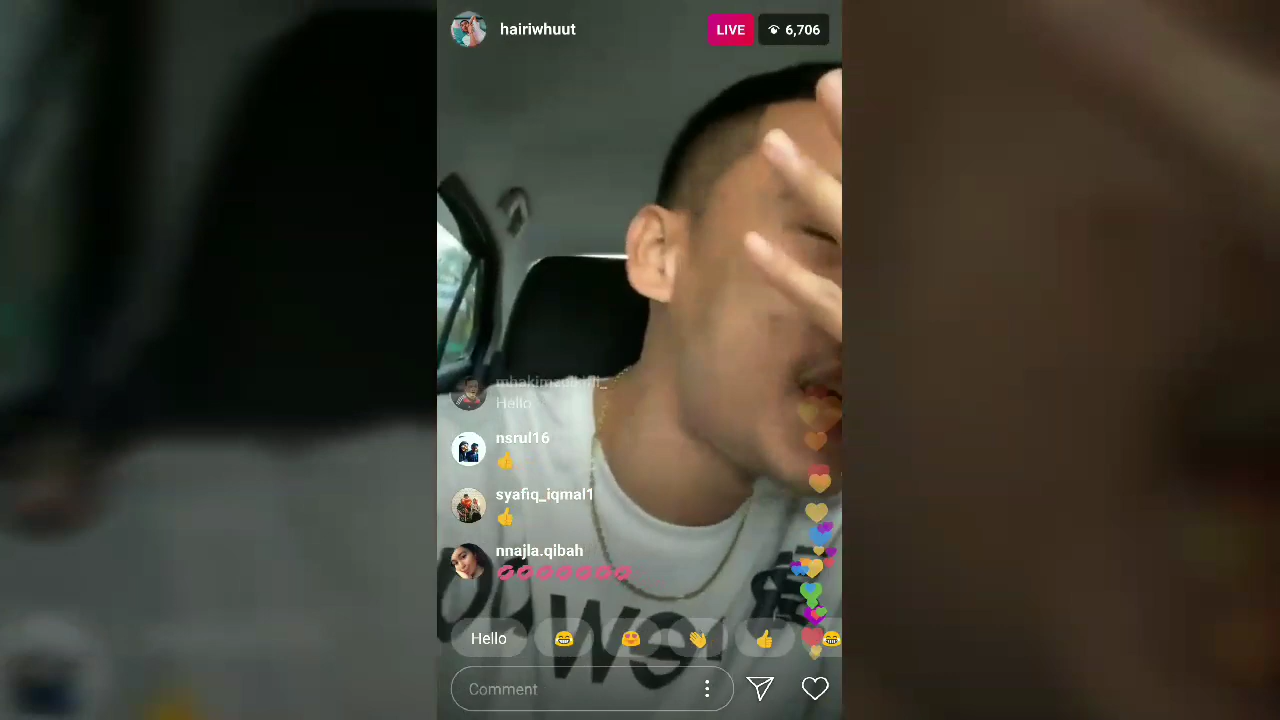 hairiwhuut
LIVE
6,706
Hello
nsrul16
syafiq_iqmal1
nnajla.qibah
Hello
Comment